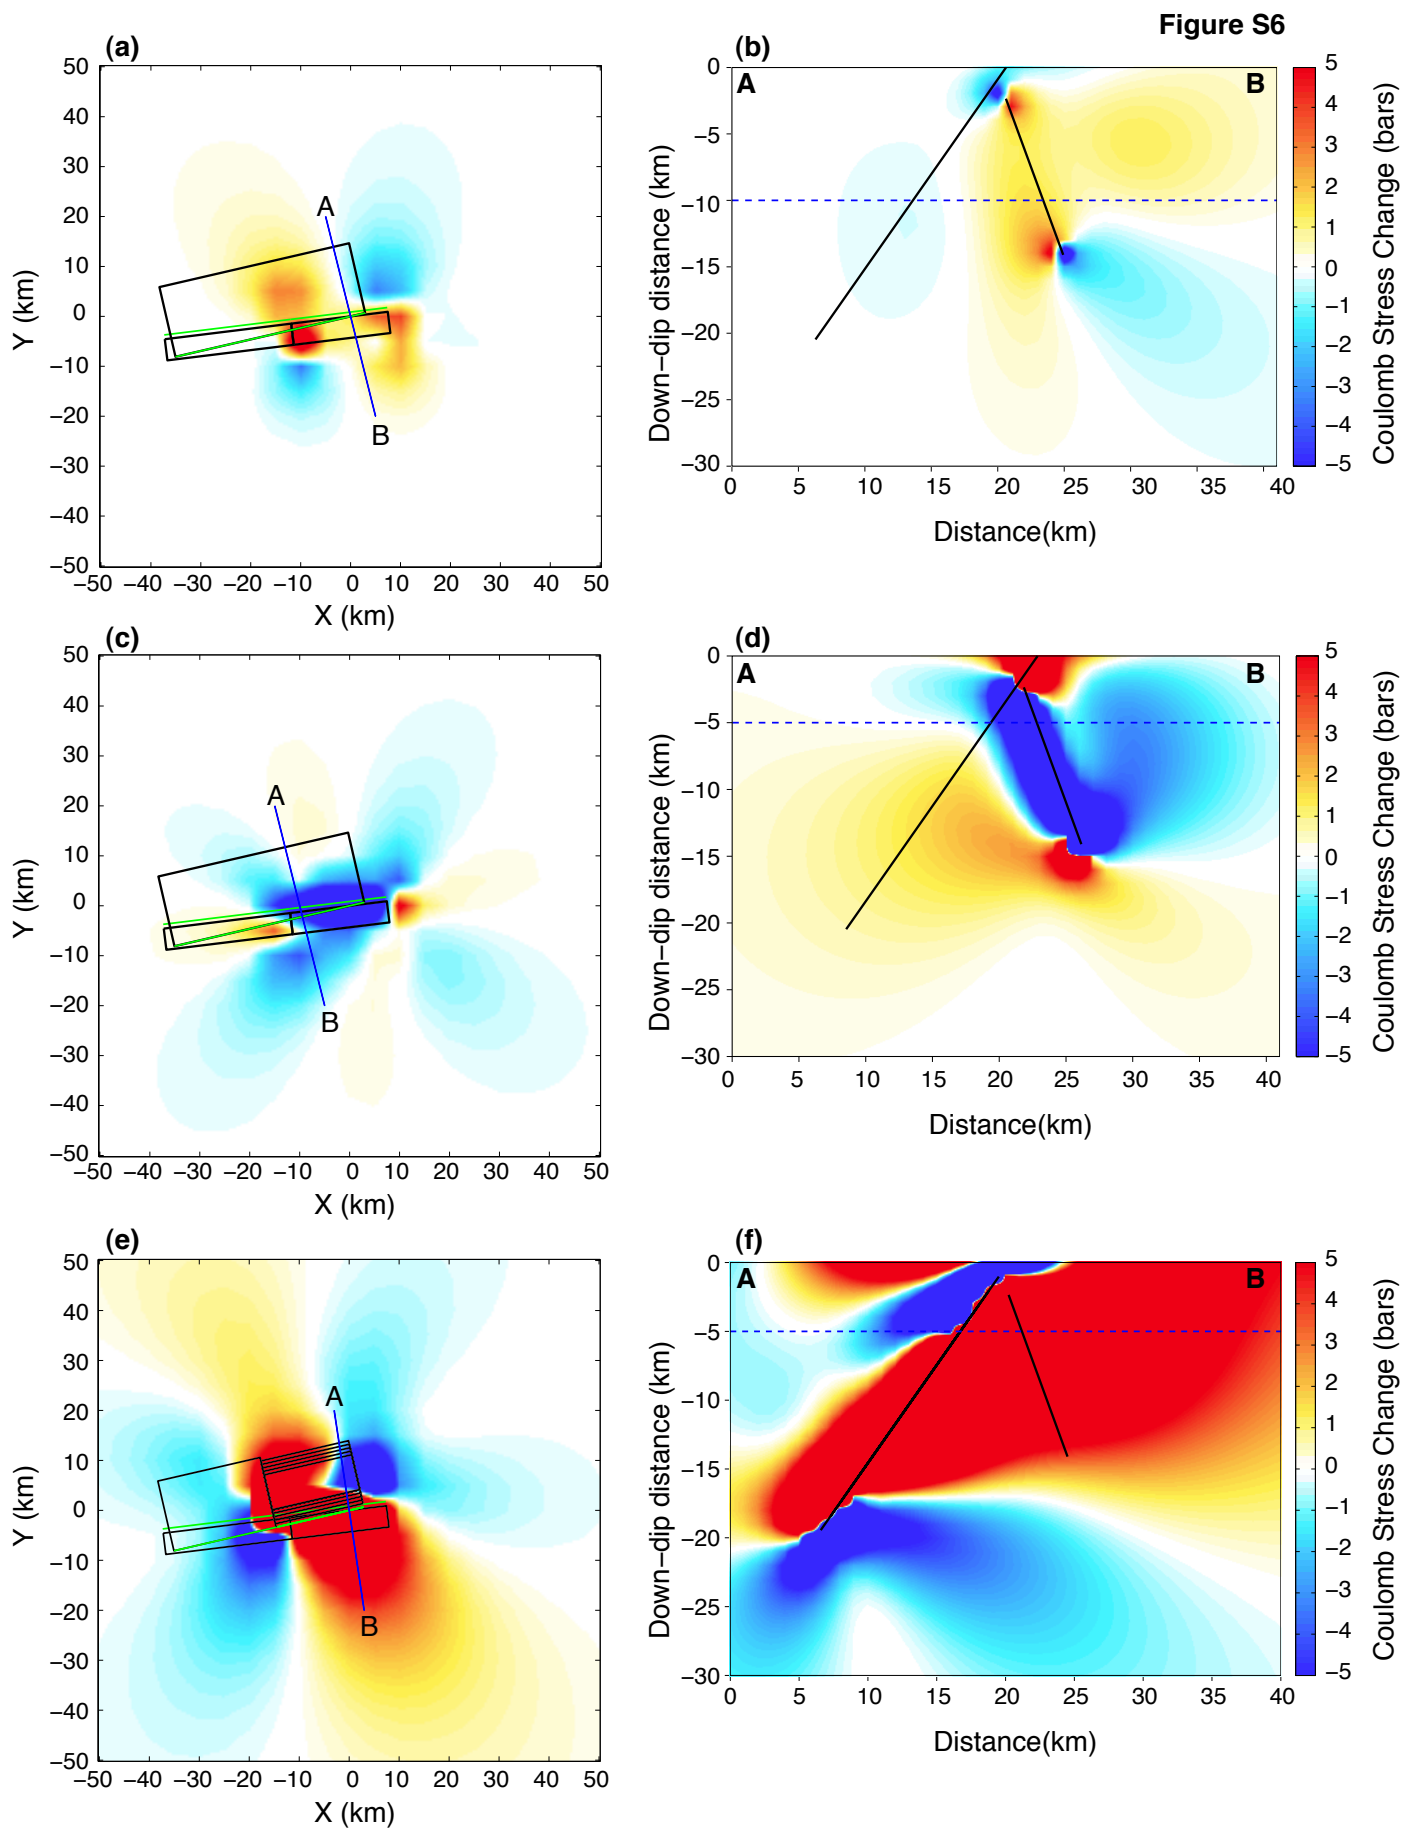 Figure S6
(a)
50
40
30
20
10
0
−10
−20
−30
−40
−50
Y (km)
A
B
−50 −40 −30 −20 −10 0 10 20 30 40 50
X (km)
(b)
0
−5
−10
−15
−20
−25
−30
Down−dip distance (km)
A B
0 5 10 15 20 25 30 35 40
Distance(km)
5
4
3
2
1
0
−1
−2
−3
−4
−5
Coulomb Stress Change (bars)
(c)
50
40
30
20
10
0
−10
−20
−30
−40
−50
Y (km)
A
B
−50 −40 −30 −20 −10 0 10 20 30 40 50
X (km)
(d)
0
−5
−10
−15
−20
−25
−30
Down−dip distance (km)
A B
0 5 10 15 20 25 30 35 40
Distance(km)
5
4
3
2
1
0
−1
−2
−3
−4
−5
Coulomb Stress Change (bars)
(e)
50
40
30
20
10
0
−10
−20
−30
−40
−50
Y (km)
A
B
−50 −40 −30 −20 −10 0 10 20 30 40 50
X (km)
(f)
0
−5
−10
−15
−20
−25
−30
Down−dip distance (km)
A B
0 5 10 15 20 25 30 35 40
Distance(km)
5
4
3
2
1
0
−1
−2
−3
−4
−5
Coulomb Stress Change (bars)